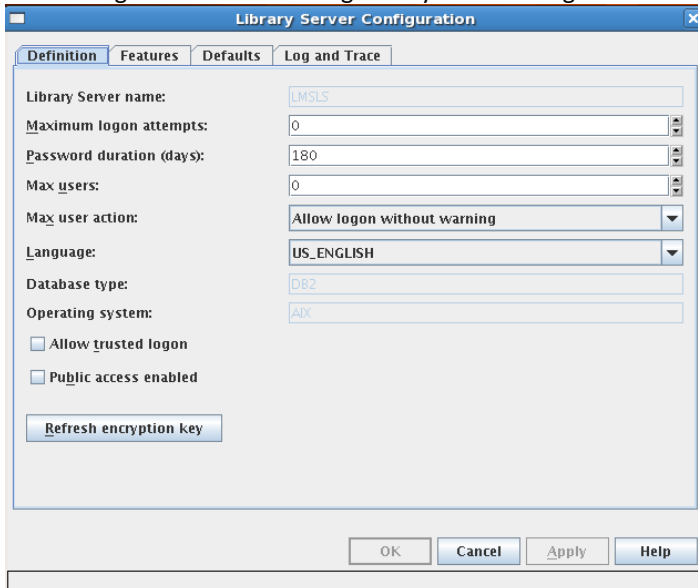 Library Server Configuration
Definition Features Defaults Log and Trace
Library Server name: LMSLS
Maximum logon attempts: 0
Password duration (days): 180
Max users: 0
Max user action: Allow logon without warning
Language: US_ENGLISH
Database type: DB2
Operating system: AIX
Allow trusted logon
Public access enabled
Refresh encryption key
OK Cancel Apply Help